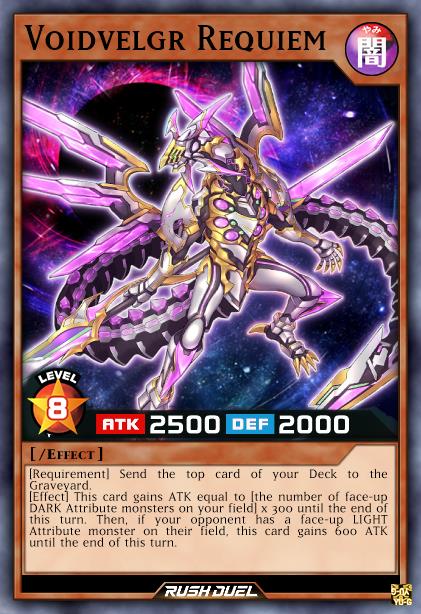 Voidvelgr Requiem
やみ
闇
LEVEL
8
ATK 2500 DEF 2000
[ /Effect ]
[Requirement] Send the top card of your Deck to the
Graveyard.
[Effect] This card gains ATK equal to [the number of face-up
DARK Attribute monsters on your field] x 300 until the end of
this turn. Then, if your opponent has a face-up LIGHT
Attribute monster on their field, this card gains 600 ATK
until the end of this turn.
RUSH DUEL